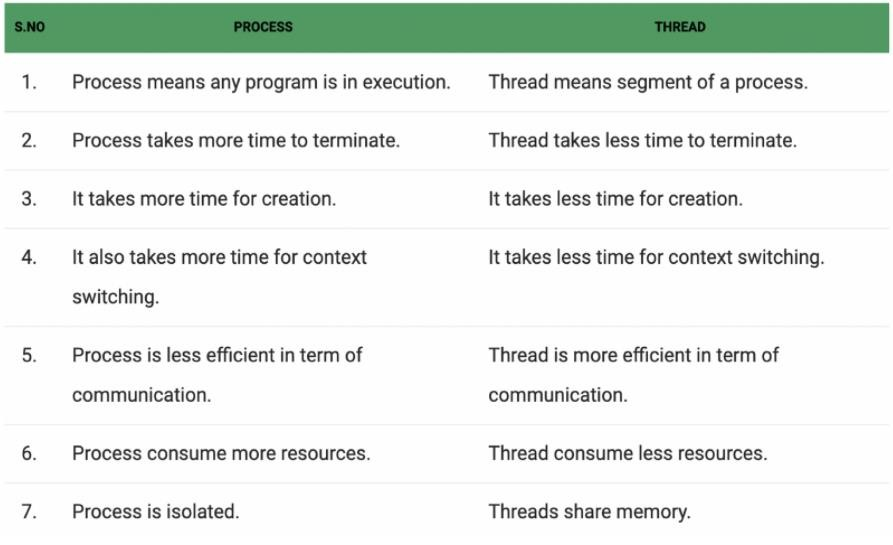 S.NO PROCESS THREAD
1. Process means any program is in execution. Thread means segment of a process.
2. Process takes more time to terminate. Thread takes less time to terminate.
3. It takes more time for creation. It takes less time for creation.
4. It also takes more time for context It takes less time for context switching.
switching.
5. Process is less efficient in term of Thread is more efficient in term of
communication. communication.
6. Process consume more resources. Thread consume less resources.
7. Process is isolated. Threads share memory.